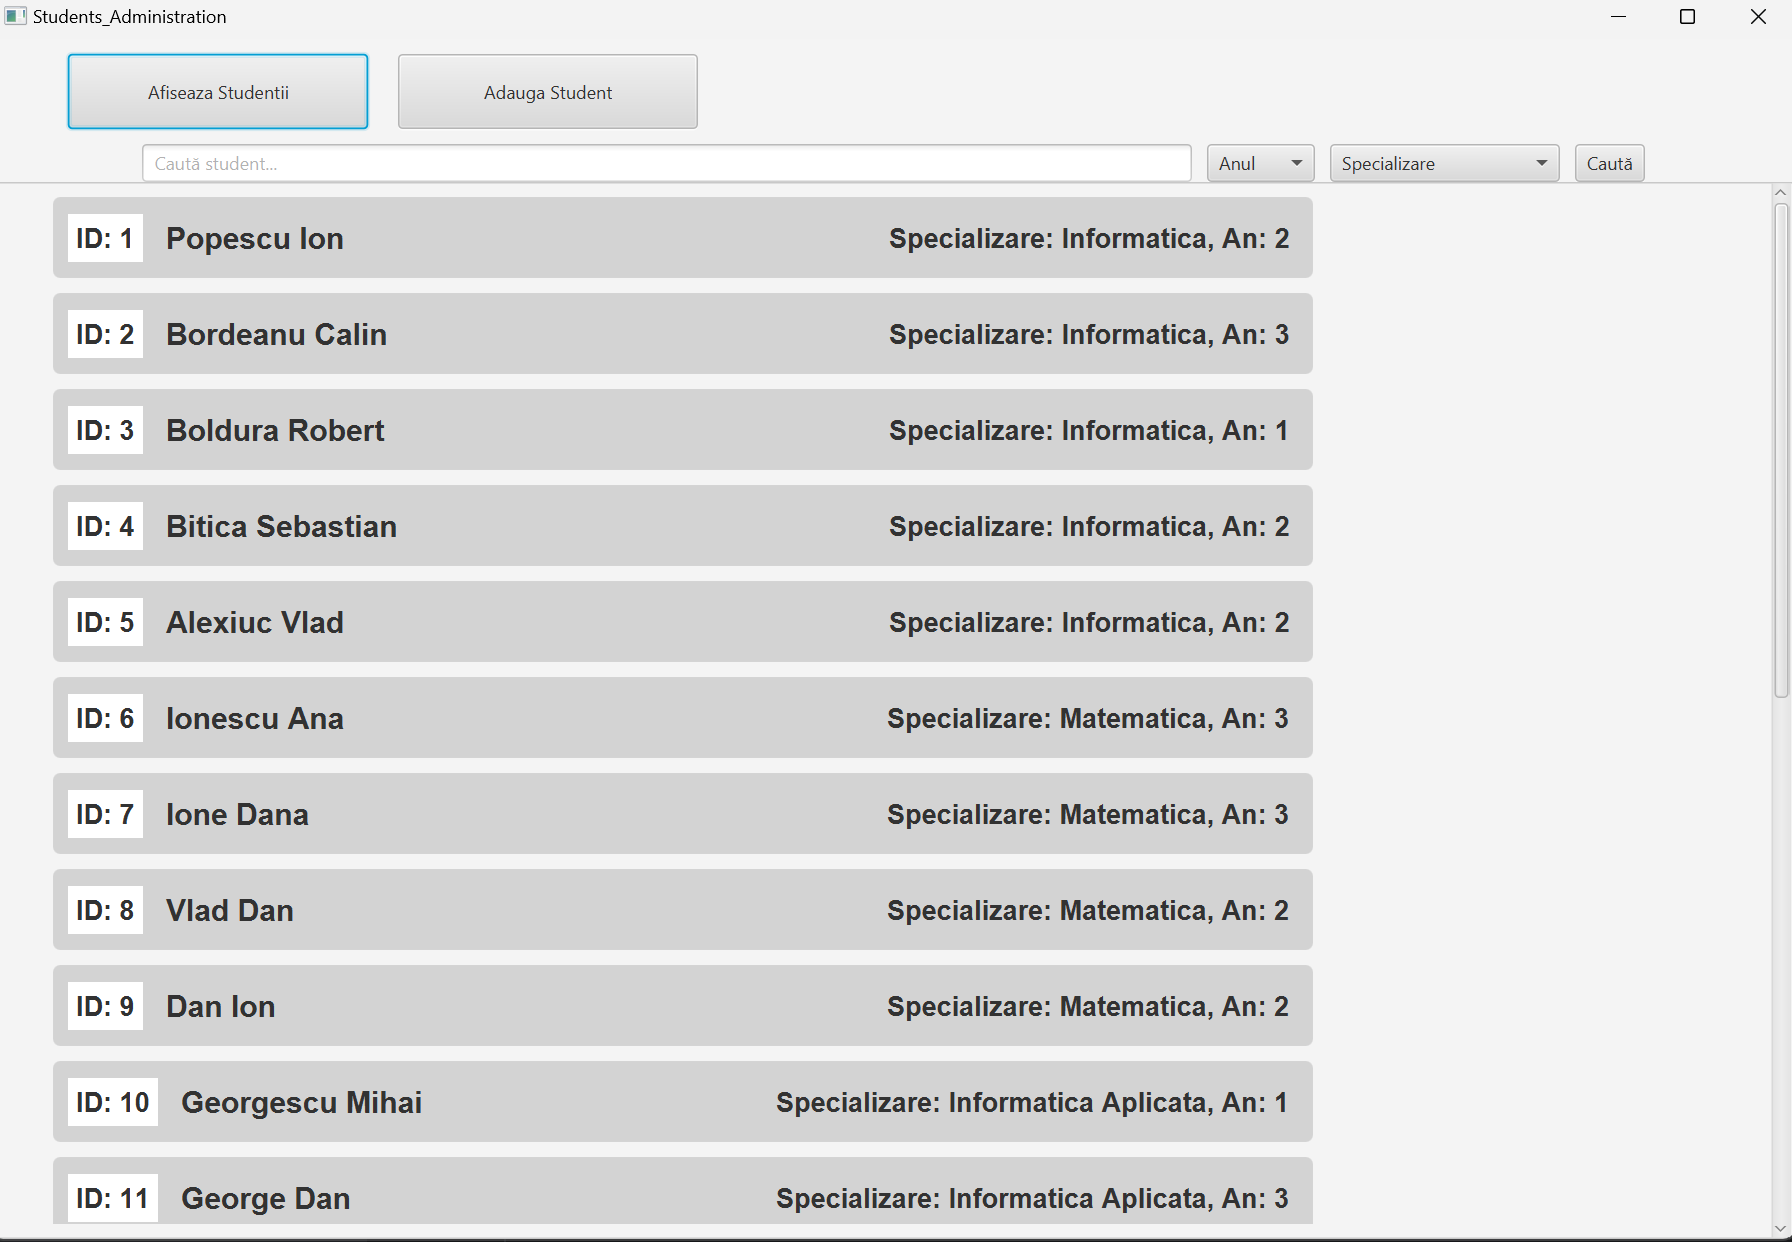 Students_Administration
Afiseaza Studentii Adauga Student
Caută student... Anul Specializare Caută
ID: 1 Popescu Ion Specializare: Informatica, An: 2
ID: 2 Bordeanu Calin Specializare: Informatica, An: 3
ID: 3 Boldura Robert Specializare: Informatica, An: 1
ID: 4 Bitica Sebastian Specializare: Informatica, An: 2
ID: 5 Alexiuc Vlad Specializare: Informatica, An: 2
ID: 6 Ionescu Ana Specializare: Matematica, An: 3
ID: 7 Ione Dana Specializare: Matematica, An: 3
ID: 8 Vlad Dan Specializare: Matematica, An: 2
ID: 9 Dan Ion Specializare: Matematica, An: 2
ID: 10 Georgescu Mihai Specializare: Informatica Aplicata, An: 1
ID: 11 George Dan Specializare: Informatica Aplicata, An: 3